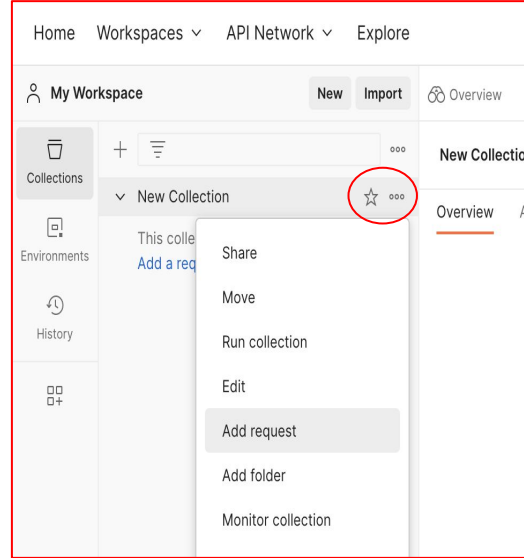 Home Workspaces API Network Explore
My Workspace New Import Overview
Collections
New Collectio
New Collection
Overview A
This colle
Add a req
Environments
History
Share
Move
Run collection
Edit
Add request
Add folder
Monitor collection